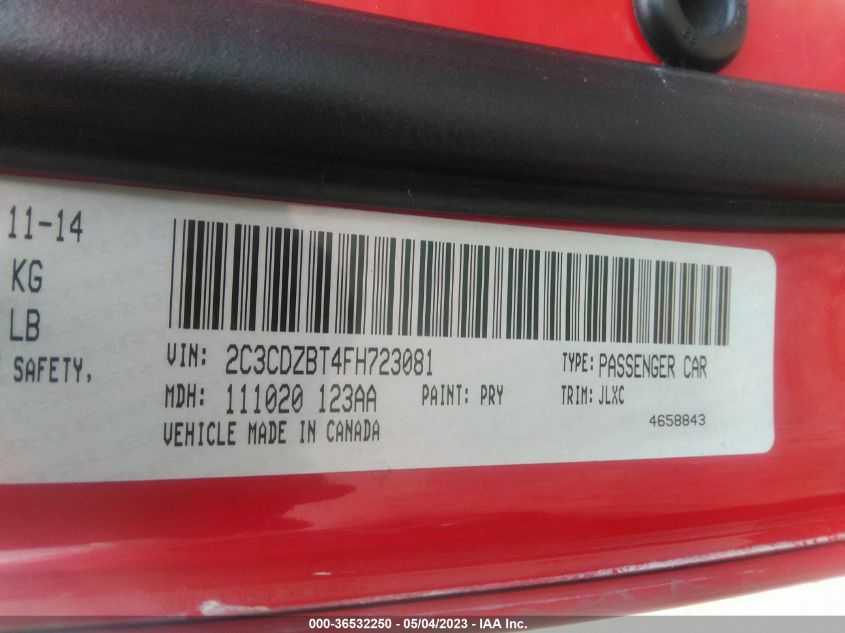 11-14
KG
LB
SAFETY,
VIN: 2C3CDZBT4FH723081 TYPE: PASSENGER CAR
MDH: 111020 123AA PAINT: PRY TRIM: JLXC
VEHICLE MADE IN CANADA 4658843
000-36532250 - 05/04/2023 - IAA Inc.